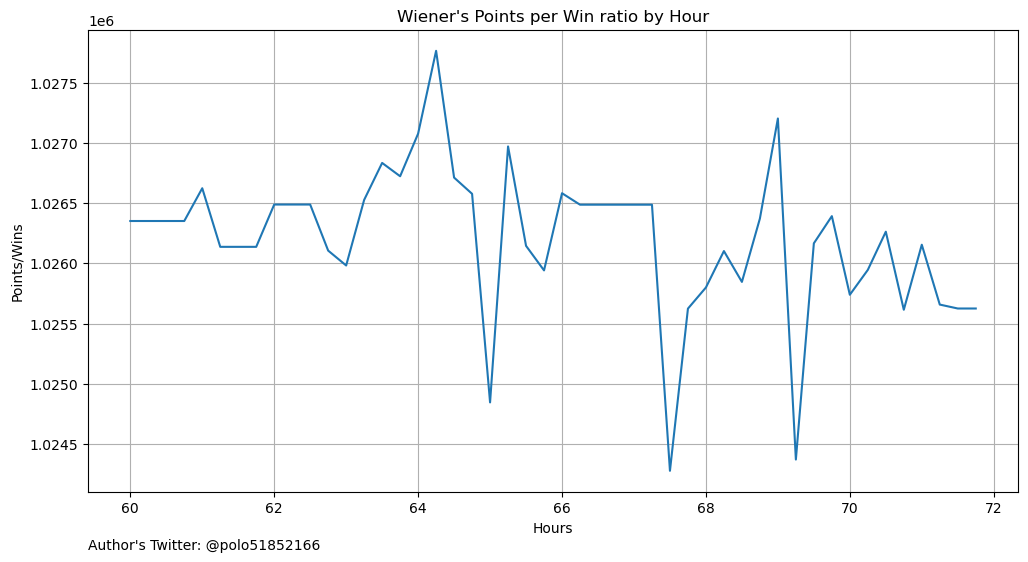 Wiener's Points per Win ratio by Hour
1e6
1.0275
1.0270
1.0265
1.0260
1.0255
1.0250
1.0245
Points/Wins
60 62 64 66 68 70 72
Hours
Author's Twitter: @polo51852166